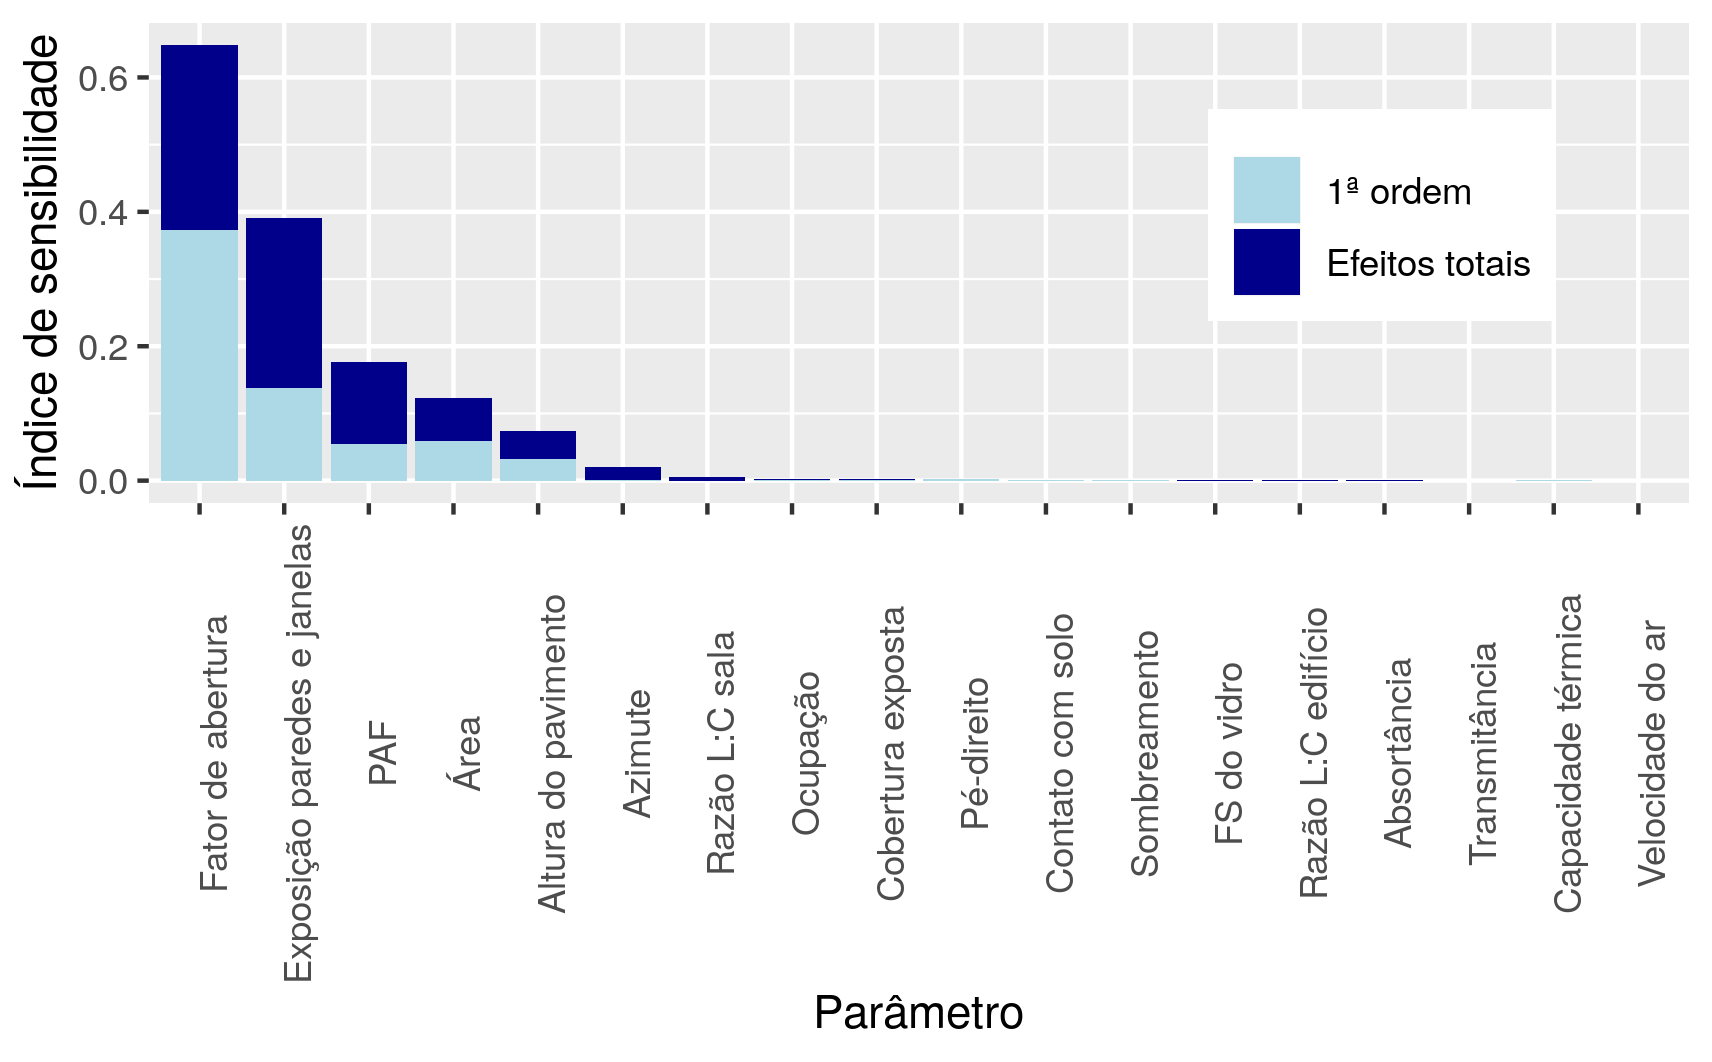 Índice de sensibilidade
0.6
0.4
0.2
0.0
1ª ordem
Efeitos totais
Fator de abertura
Exposição paredes e janelas
PAF
Área
Altura do pavimento
Azimute
Razão L:C sala
Ocupação
Cobertura exposta
Pé-direito
Contato com solo
Sombreamento
FS do vidro
Razão L:C edifício
Absortância
Transmitância
Capacidade térmica
Velocidade do ar
Parâmetro